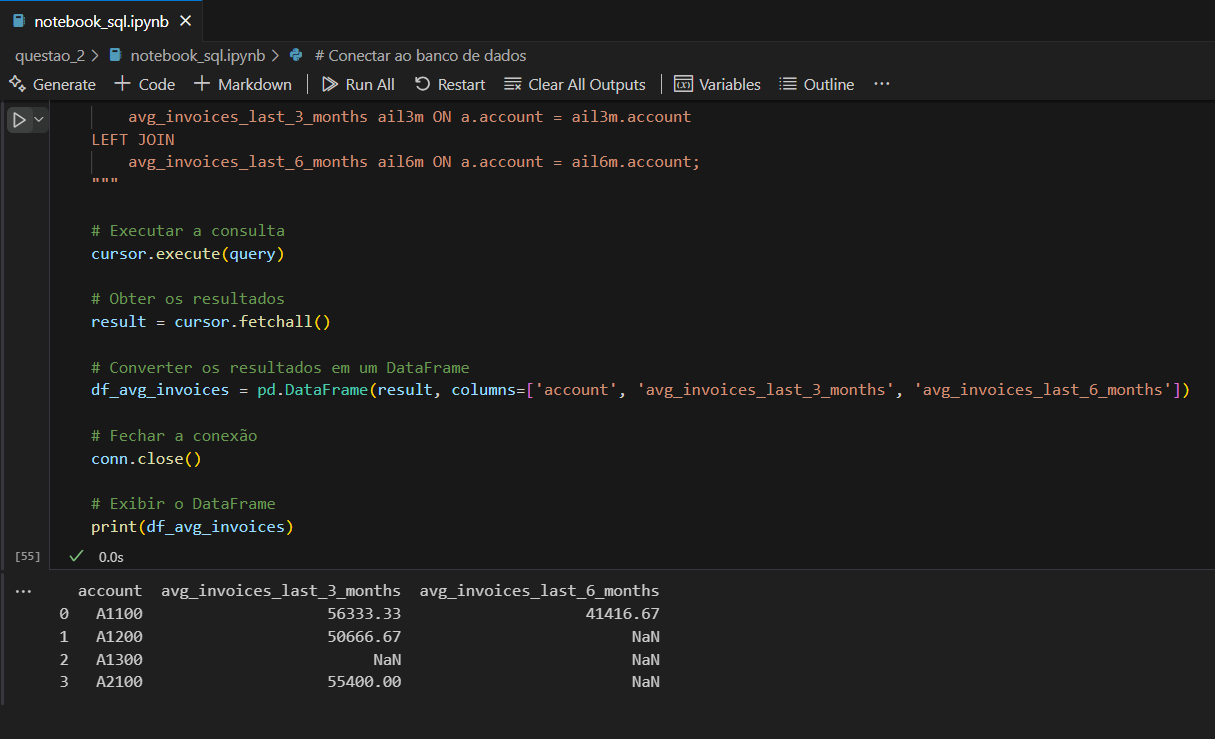 notebook_sql.ipynb
questao_2 > notebook_sql.ipynb > # Conectar ao banco de dados
Generate + Code + Markdown Run All Restart Clear All Outputs Variables Outline ...
avg_invoices_last_3_months ail3m ON a.account = ail3m.account
LEFT JOIN
avg_invoices_last_6_months ail6m ON a.account = ail6m.account;
"""
# Executar a consulta
cursor.execute(query)
# Obter os resultados
result = cursor.fetchall()
# Converter os resultados em um DataFrame
df_avg_invoices = pd.DataFrame(result, columns=['account', 'avg_invoices_last_3_months', 'avg_invoices_last_6_months'])
# Fechar a conexão
conn.close()
# Exibir o DataFrame
print(df_avg_invoices)
[55] ✓ 0.0s
... account avg_invoices_last_3_months avg_invoices_last_6_months
0 A1100 56333.33 41416.67
1 A1200 50666.67 NaN
2 A1300 NaN NaN
3 A2100 55400.00 NaN